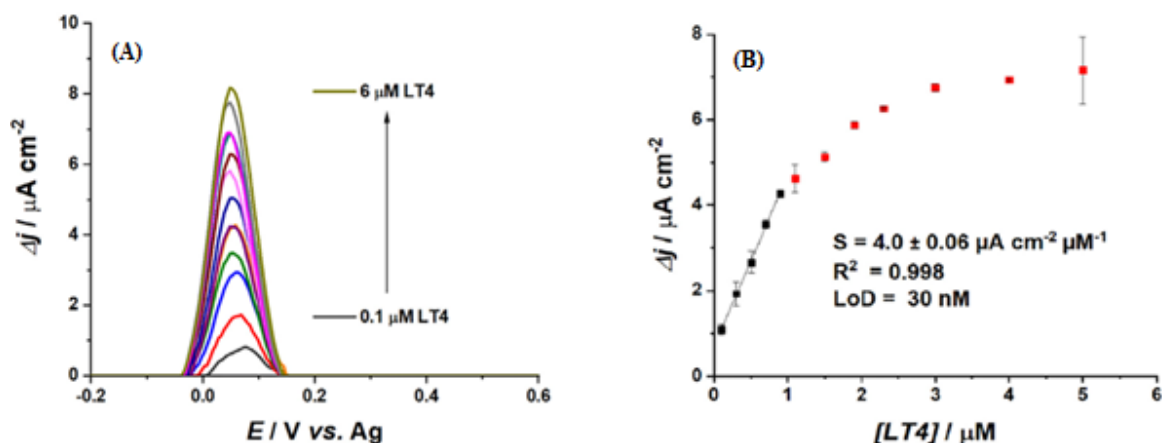 (A)
10
8
6
4
2
0
Δj / μA cm⁻²
6 μM LT4
0.1 μM LT4
-0.2 0.0 0.2 0.4 0.6
E / V vs. Ag
(B)
8
6
4
2
0
Δj / μA cm⁻²
S = 4.0 ± 0.06 μA cm⁻² μM⁻¹
R² = 0.998
LoD = 30 nM
0 1 2 3 4 5 6
[LT4] / μM